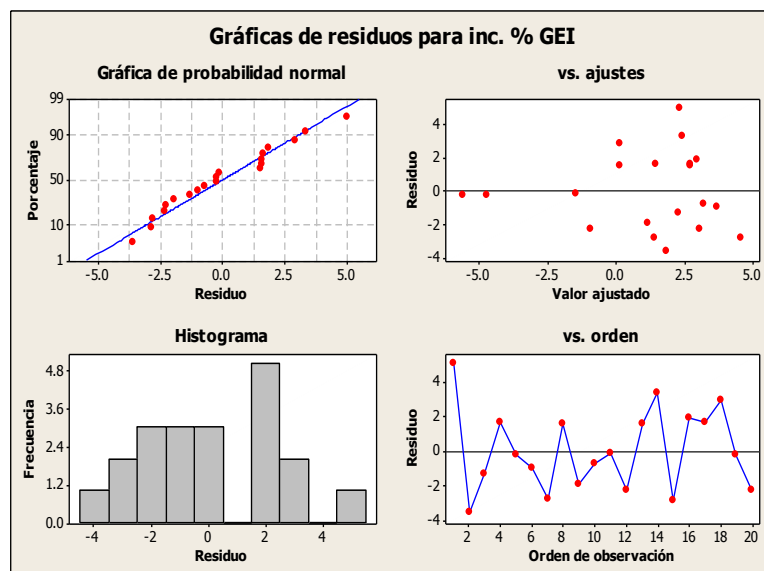 Gráficas de residuos para inc. % GEI
Gráfica de probabilidad normal
99
90
50
10
1
Porcentaje
-5.0 -2.5 0.0 2.5 5.0
Residuo
vs. ajustes
4
2
0
-2
-4
Residuo
-5.0 -2.5 0.0 2.5 5.0
Valor ajustado
Histograma
4.8
3.6
2.4
1.2
0.0
Frecuencia
-4 -2 0 2 4
Residuo
vs. orden
4
2
0
-2
-4
Residuo
2 4 6 8 10 12 14 16 18 20
Orden de observación